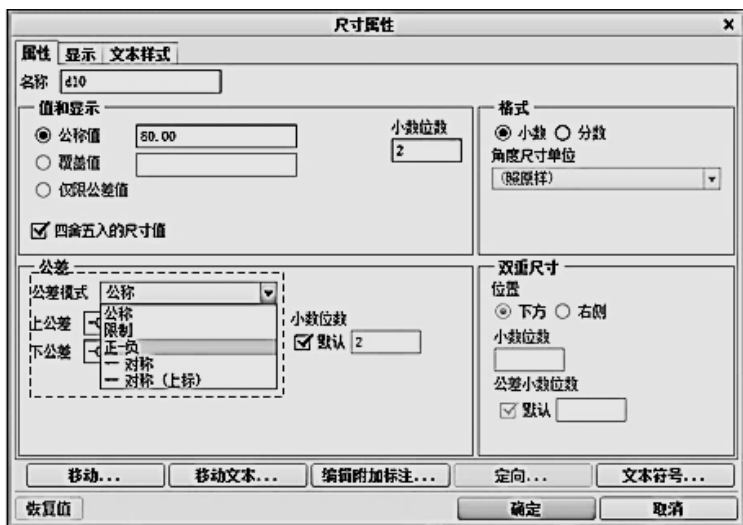 尺寸属性
属性 显示 文本样式
名称 d10
值和显示
公称值 80.00
小数位数
2
覆盖值
仅限公差值
四舍五入的尺寸值
格式
小数 分数
角度尺寸单位
(照原样)
公差
公差模式 公称
公称
限制
正-负
一 对称
一 对称 (上标)
上公差
下公差
小数位数
默认 2
双重尺寸
位置
下方 右侧
小数位数
公差小数位数
默认
移动... 移动文本... 编辑附加标注... 定向... 文本符号...
恢复值 确定 取消